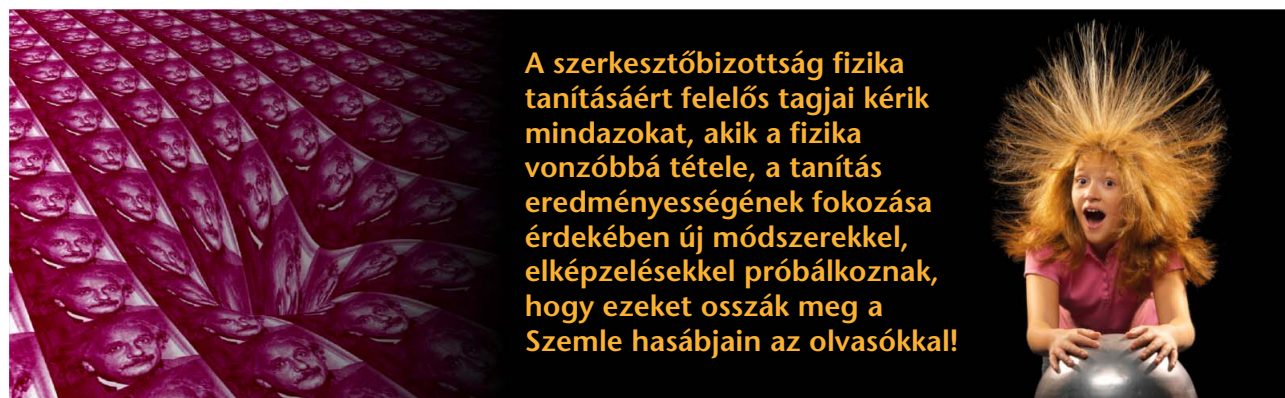 A szerkesztőbizottság fizika
tanításáért felelős tagjai kérik
mindazokat, akik a fizika
vonzóbbá tétele, a tanítás
eredményességének fokozása
érdekében új módszerekkel,
elképzelésekkel próbálkoznak,
hogy ezeket osszák meg a
Szemle hasábjain az olvasókkal!